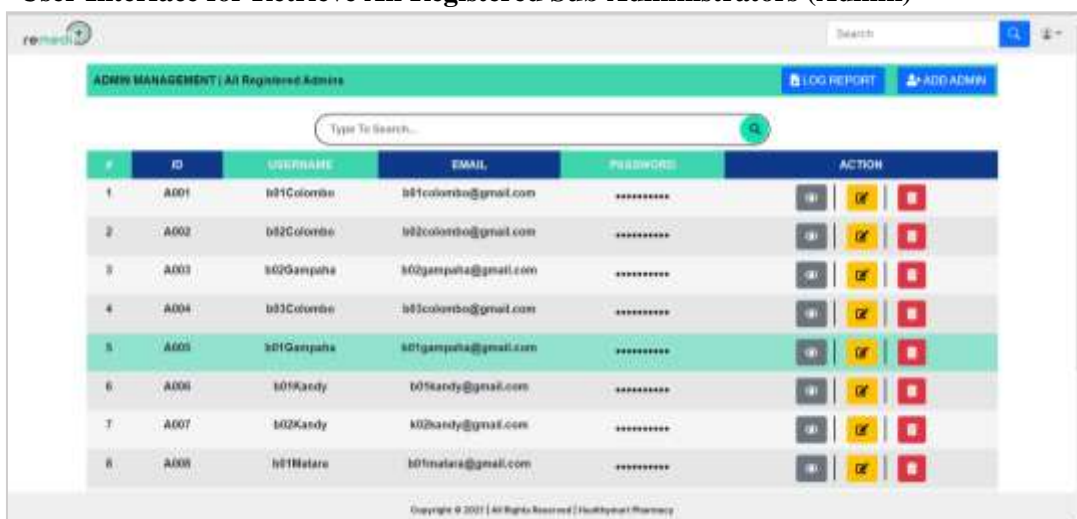 User Interface for Retrieve All Registered Sub Administrators (Admin)
remedi
Search
ADMIN MANAGEMENT | All Registered Admins
LOG REPORT
ADD ADMIN
Type To Search...
# ID USERNAME EMAIL PASSWORD ACTION
1 A001 b01Colombo b01colombo@gmail.com ••••••••••
2 A002 b02Colombo b02colombo@gmail.com ••••••••••
3 A003 b02Gampaha b02gampaha@gmail.com ••••••••••
4 A004 b03Colombo b03colombo@gmail.com ••••••••••
5 A005 b01Gampaha b01gampaha@gmail.com ••••••••••
6 A006 b01Kandy b01kandy@gmail.com ••••••••••
7 A007 b02Kandy k02kandy@gmail.com ••••••••••
8 A008 b01Matara b01matara@gmail.com ••••••••••
Copyright © 2021 | All Rights Reserved | Healthymart Pharmacy